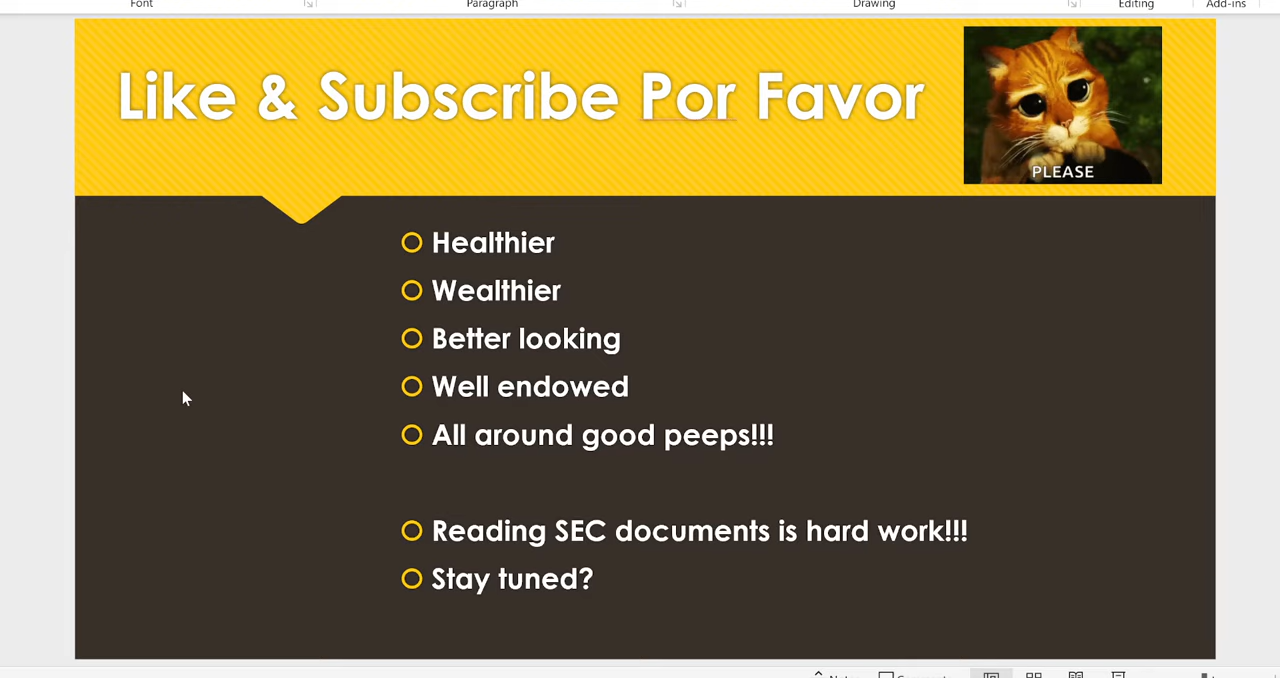 Font Paragraph Drawing Editing Add-ins
Like & Subscribe Por Favor
PLEASE
Healthier
Wealthier
Better looking
Well endowed
All around good peeps!!!
Reading SEC documents is hard work!!!
Stay tuned?